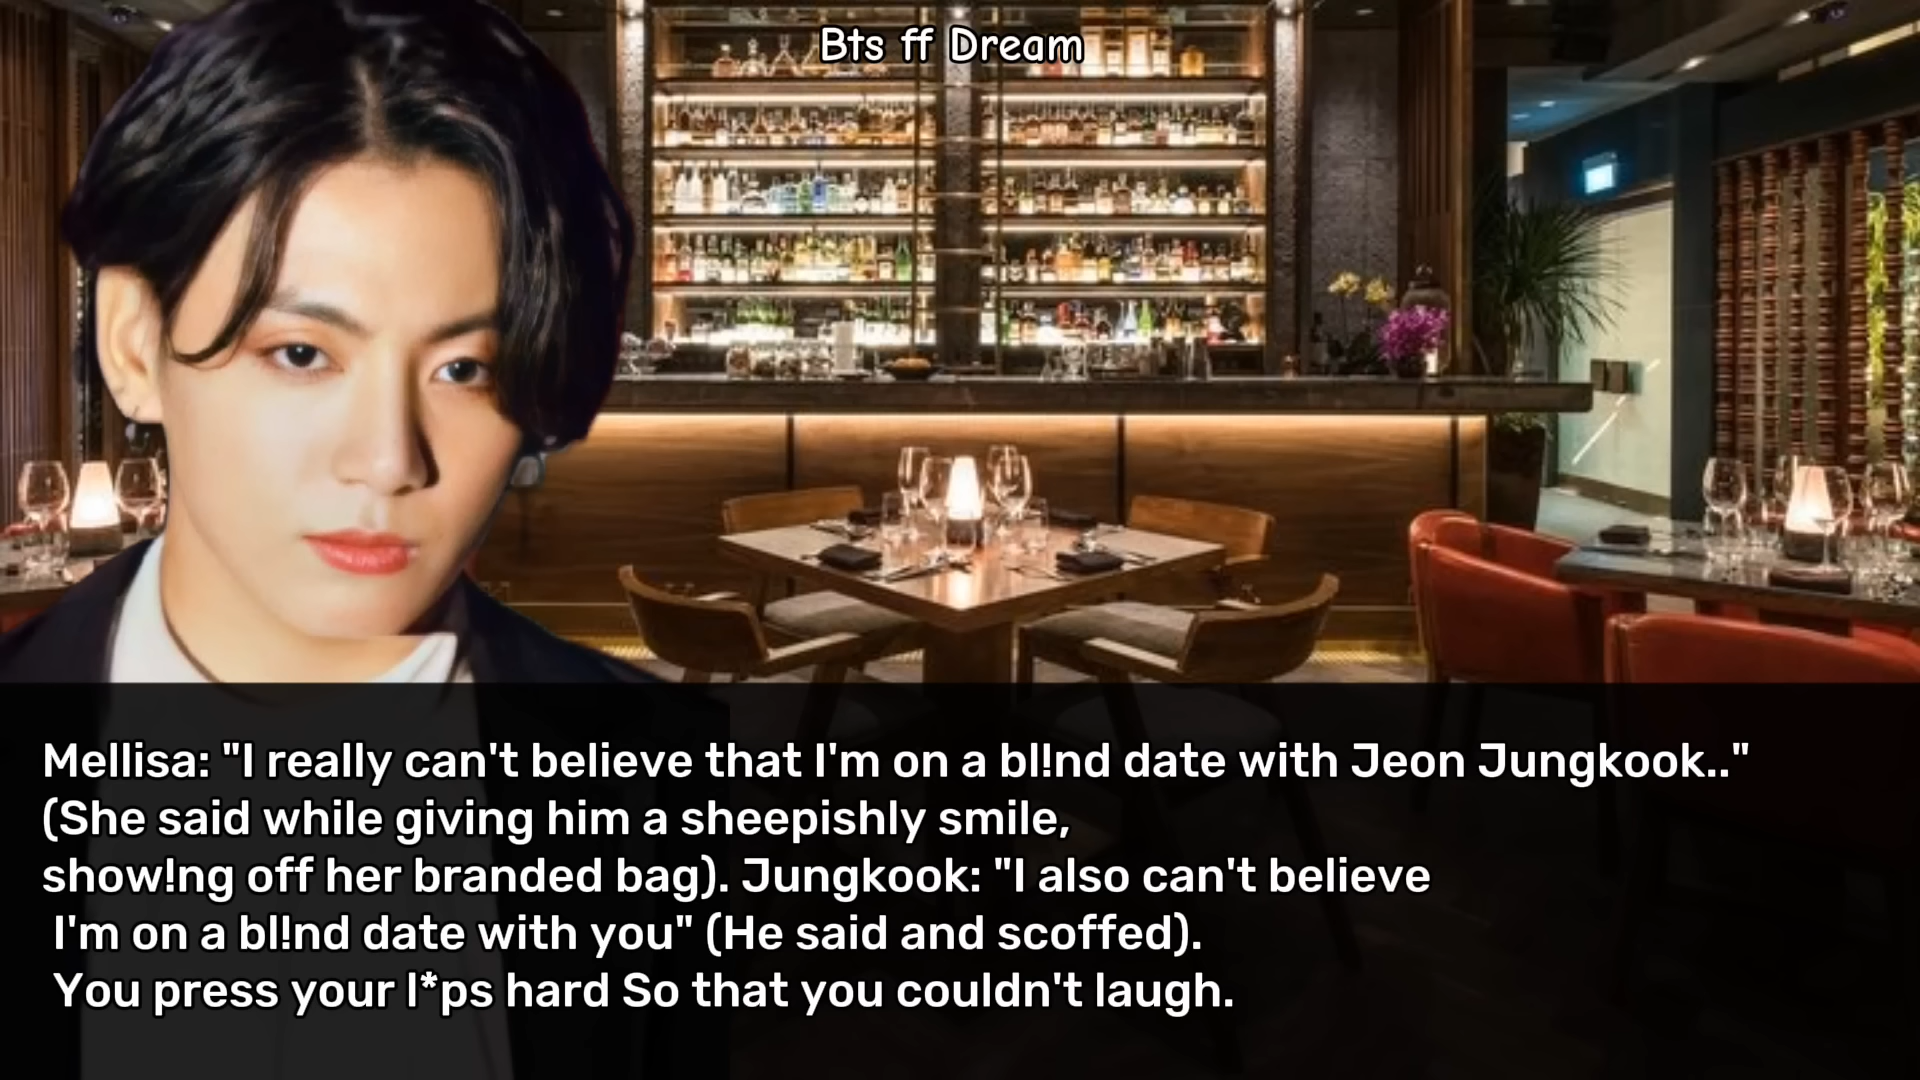 Bts ff Dream
Mellisa: "I really can't believe that I'm on a bl!nd date with Jeon Jungkook.."
(She said while giving him a sheepishly smile,
show!ng off her branded bag). Jungkook: "I also can't believe
I'm on a bl!nd date with you" (He said and scoffed).
You press your l*ps hard So that you couldn't laugh.